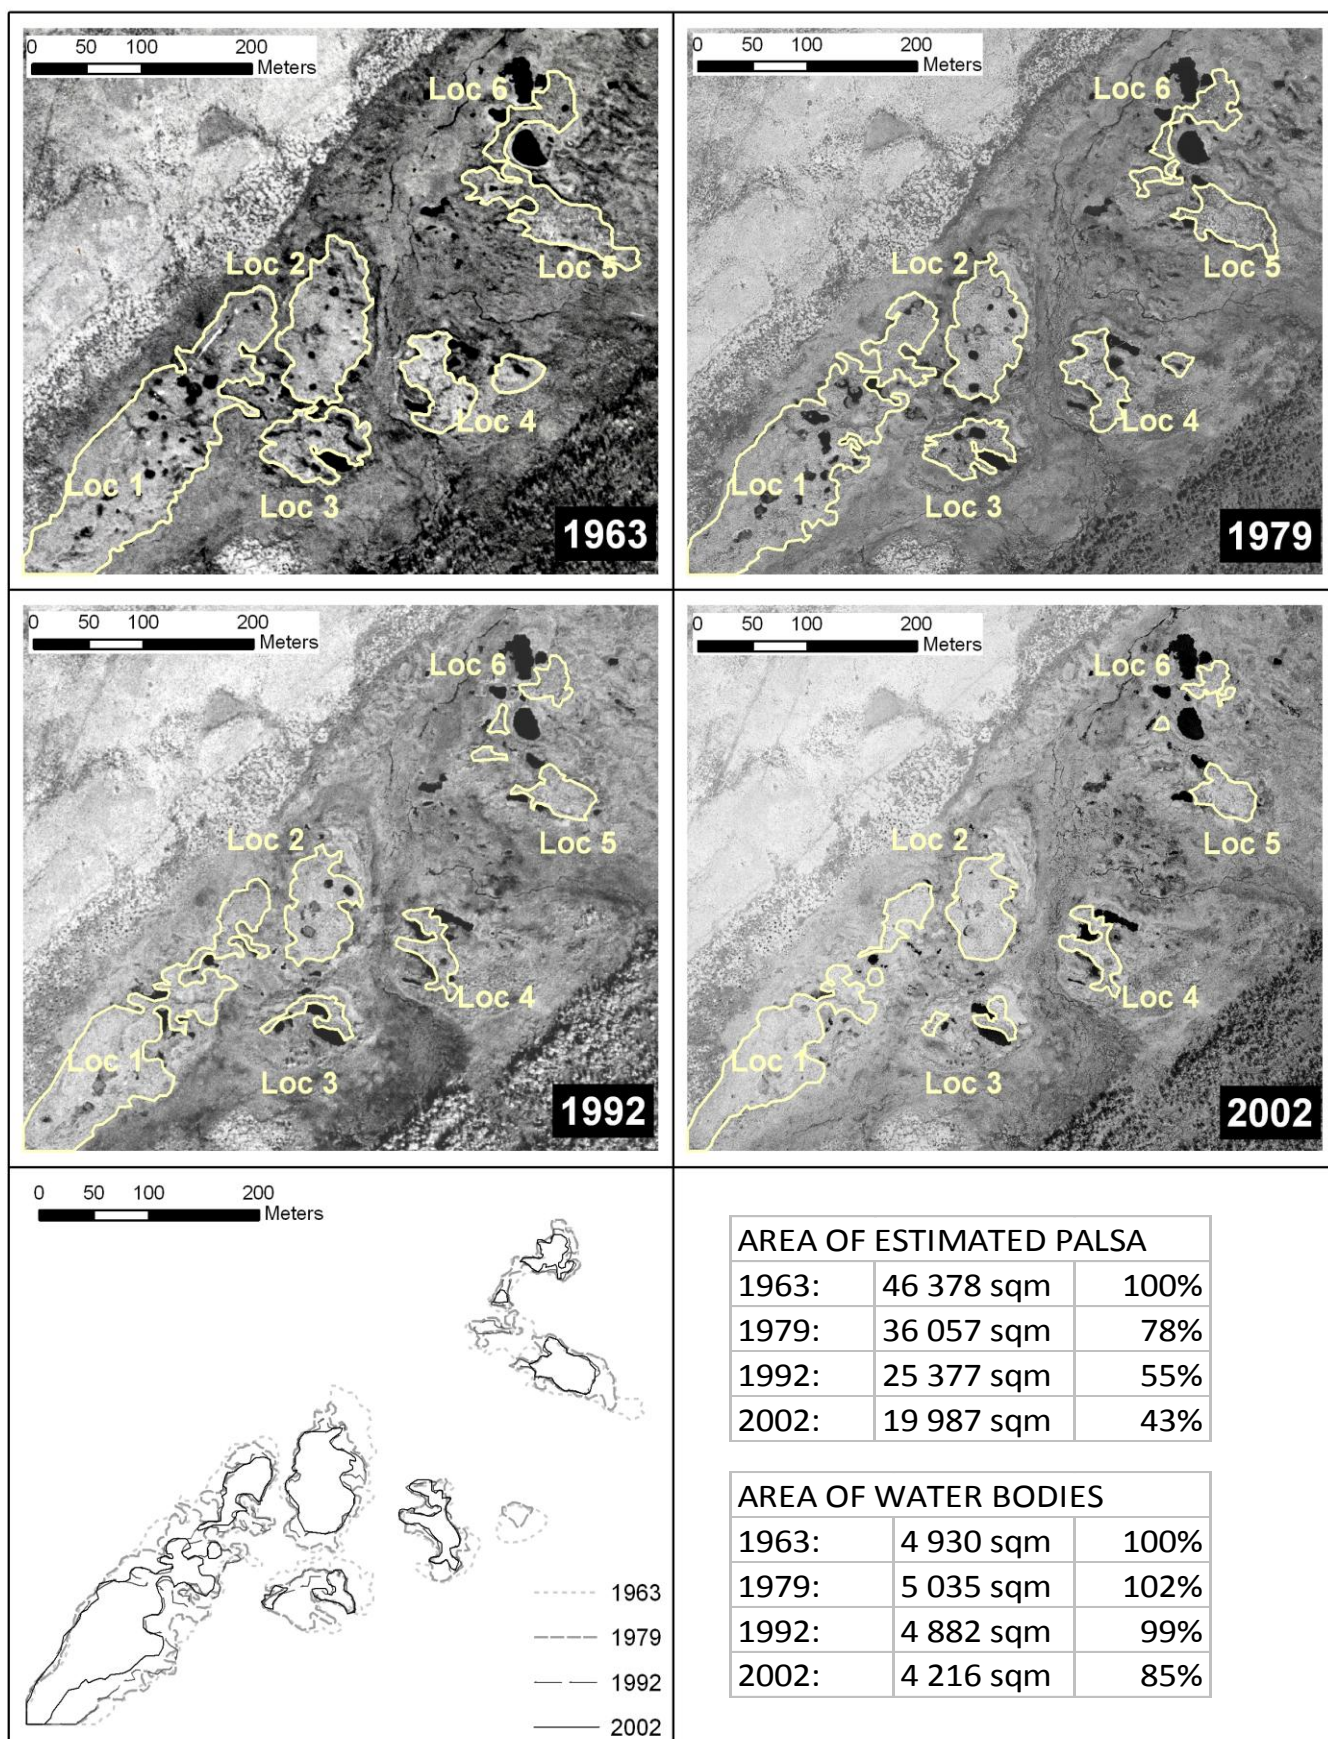 0 50 100 200
Meters
Loc 6
Loc 2
Loc 5
Loc 1
Loc 4
Loc 3
1963
0 50 100 200
Meters
Loc 6
Loc 2
Loc 5
Loc 4
Loc 1
Loc 3
1979
0 50 100 200
Meters
Loc 6
Loc 2
Loc 5
Loc 4
Loc 1
Loc 3
1992
0 50 100 200
Meters
Loc 6
Loc 2
Loc 5
Loc 4
Loc 1
Loc 3
2002
0 50 100 200
Meters
1963
1979
1992
2002
AREA OF ESTIMATED PALSA
1963: 46 378 sqm 100%
1979: 36 057 sqm 78%
1992: 25 377 sqm 55%
2002: 19 987 sqm 43%
AREA OF WATER BODIES
1963: 4 930 sqm 100%
1979: 5 035 sqm 102%
1992: 4 882 sqm 99%
2002: 4 216 sqm 85%